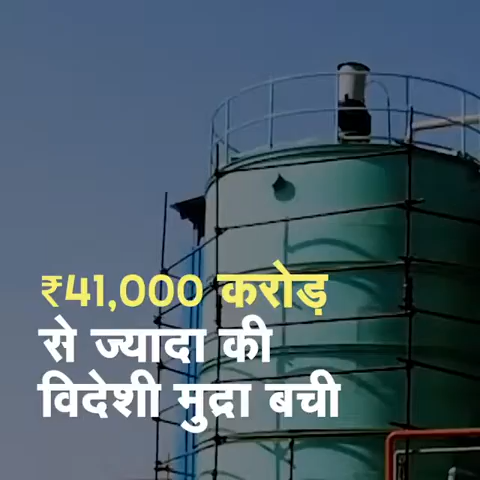 ₹41,000 करोड़
से ज्यादा की
विदेशी मुद्रा बची